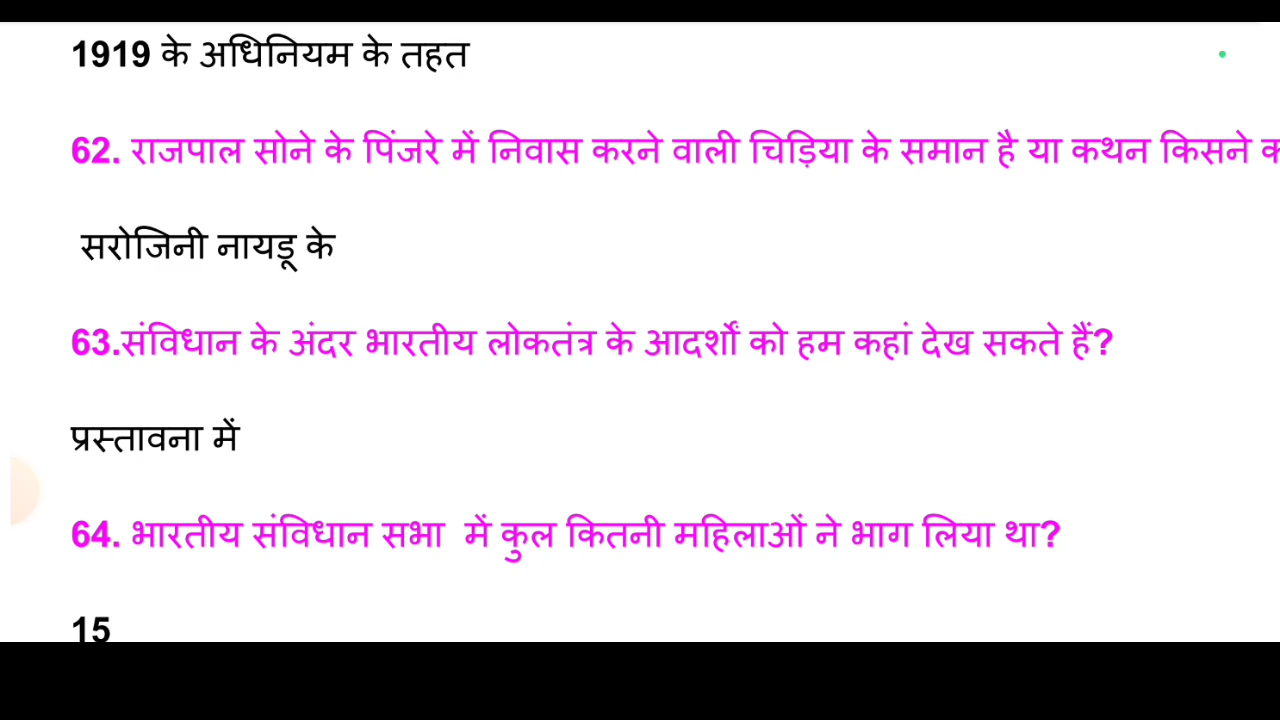 1919 के अधिनियम के तहत
62. राजपाल सोने के पिंजरे में निवास करने वाली चिड़िया के समान है या कथन किसने
सरोजिनी नायडू के
63.संविधान के अंदर भारतीय लोकतंत्र के आदर्शों को हम कहां देख सकते हैं?
प्रस्तावना में
64. भारतीय संविधान सभा में कुल कितनी महिलाओं ने भाग लिया था?
15